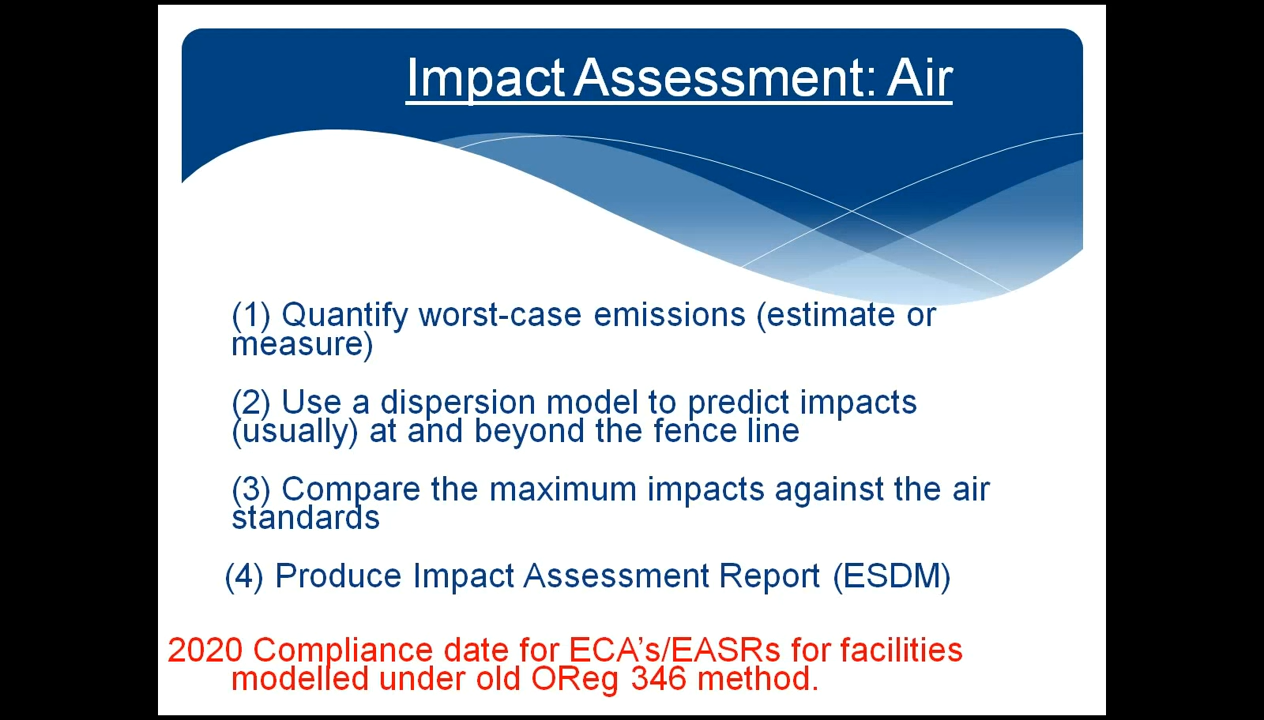 Impact Assessment: Air
(1) Quantify worst-case emissions (estimate or
measure)
(2) Use a dispersion model to predict impacts
(usually) at and beyond the fence line
(3) Compare the maximum impacts against the air
standards
(4) Produce Impact Assessment Report (ESDM)
2020 Compliance date for ECA’s/EASRs for facilities
modelled under old OReg 346 method.